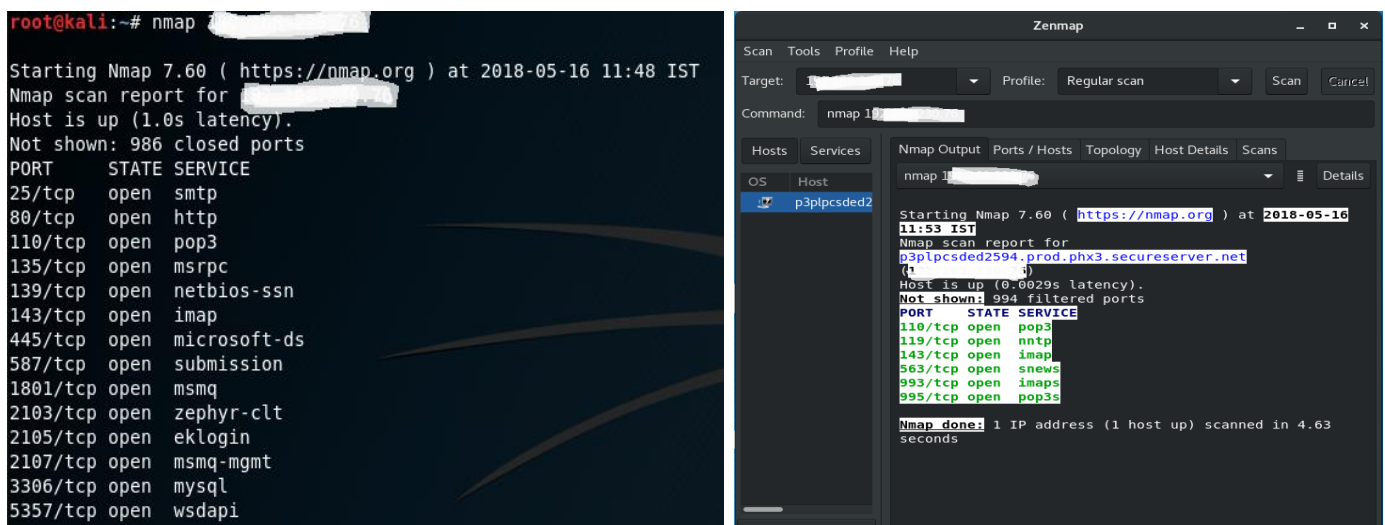 root@kali:~# nmap
Starting Nmap 7.60 ( https://nmap.org ) at 2018-05-16 11:48 IST
Nmap scan report for
Host is up (1.0s latency).
Not shown: 986 closed ports
PORT STATE SERVICE
25/tcp open smtp
80/tcp open http
110/tcp open pop3
135/tcp open msrpc
139/tcp open netbios-ssn
143/tcp open imap
445/tcp open microsoft-ds
587/tcp open submission
1801/tcp open msmq
2103/tcp open zephyr-clt
2105/tcp open eklogin
2107/tcp open msmq-mgmt
3306/tcp open mysql
5357/tcp open wsdapi
Zenmap
Scan Tools Profile Help
Target: Profile: Regular scan Scan Cancel
Command: nmap
Hosts Services
OS Host
p3plpcsded2
Nmap Output Ports / Hosts Topology Host Details Scans
nmap Details
Starting Nmap 7.60 ( https://nmap.org ) at 2018-05-16
11:53 IST
Nmap scan report for
p3plpcsded2594.prod.phx3.secureserver.net
Host is up (0.0029s latency).
Not shown: 994 filtered ports
PORT STATE SERVICE
110/tcp open pop3
119/tcp open nntp
143/tcp open imap
563/tcp open snews
993/tcp open imaps
995/tcp open pop3s
Nmap done: 1 IP address (1 host up) scanned in 4.63
seconds